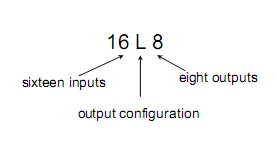 16 L 8
sixteen inputs
eight outputs
output configuration